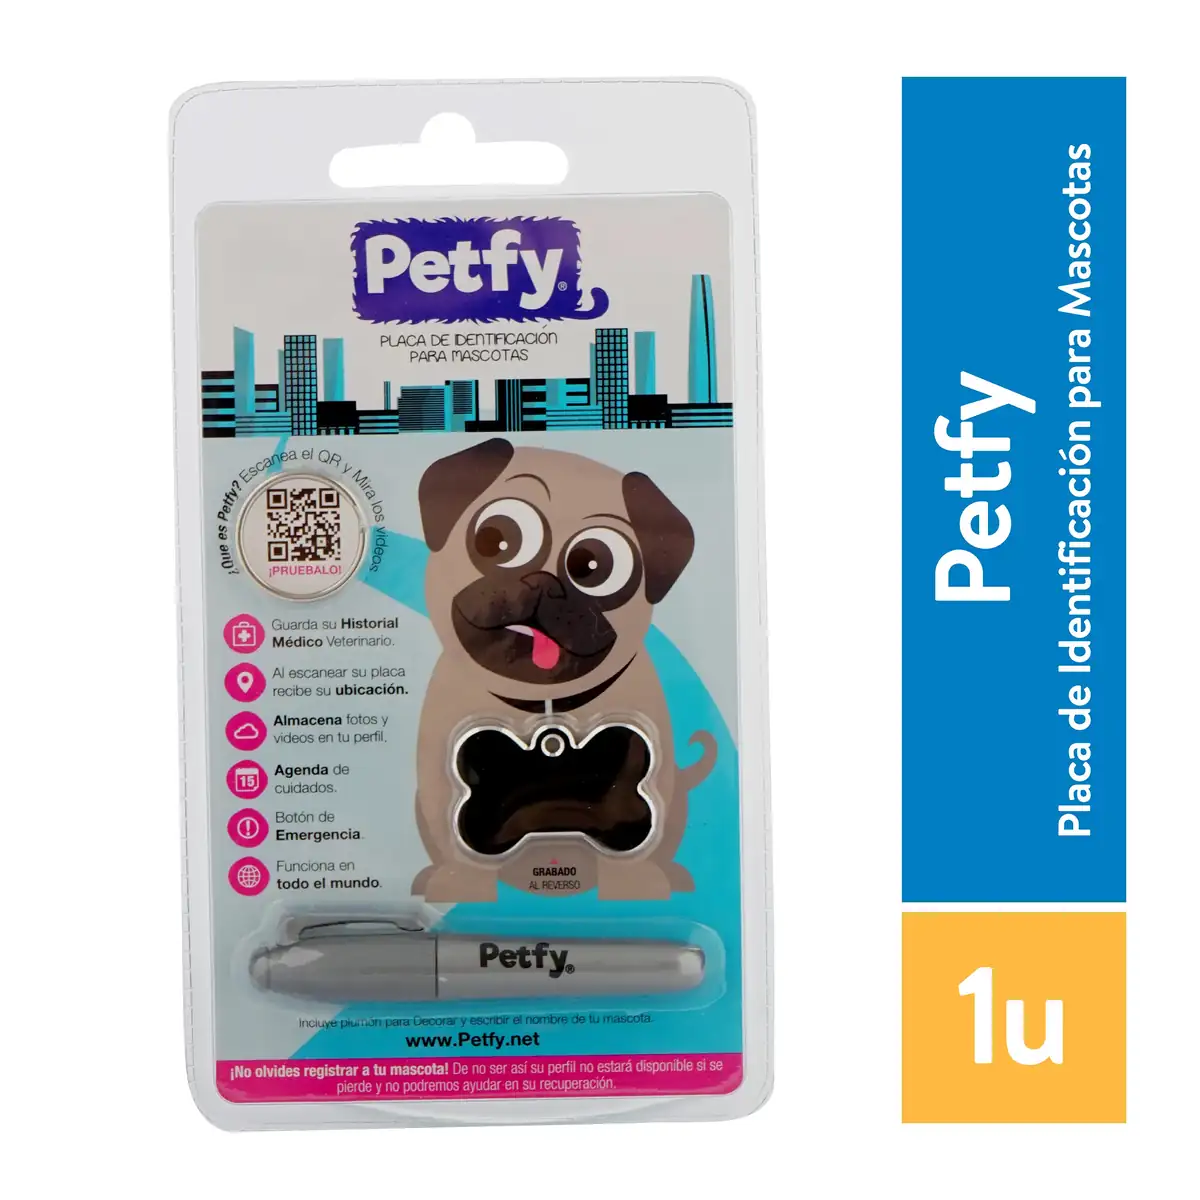 Petfy®
PLACA DE IDENTIFICACIÓN
PARA MASCOTAS
¿Que es Petfy? Escanea el QR y Mira los videos
¡PRUEBALO!
Guarda su Historial
Médico Veterinario.
Al escanear su placa
recibe su ubicación.
Almacena fotos y
videos en tu perfil.
15
Agenda de
cuidados.
Botón de
Emergencia.
Funciona en
todo el mundo.
GRABADO
AL REVERSO
Petfy®
Incluye plumón para Decorar y escribir el nombre de tu mascota.
www.Petfy.net
¡No olvides registrar a tu mascota! De no ser así su perfil no estará disponible si se
pierde y no podremos ayudar en su recuperación.
Petfy
Placa de Identificación para Mascotas
1u